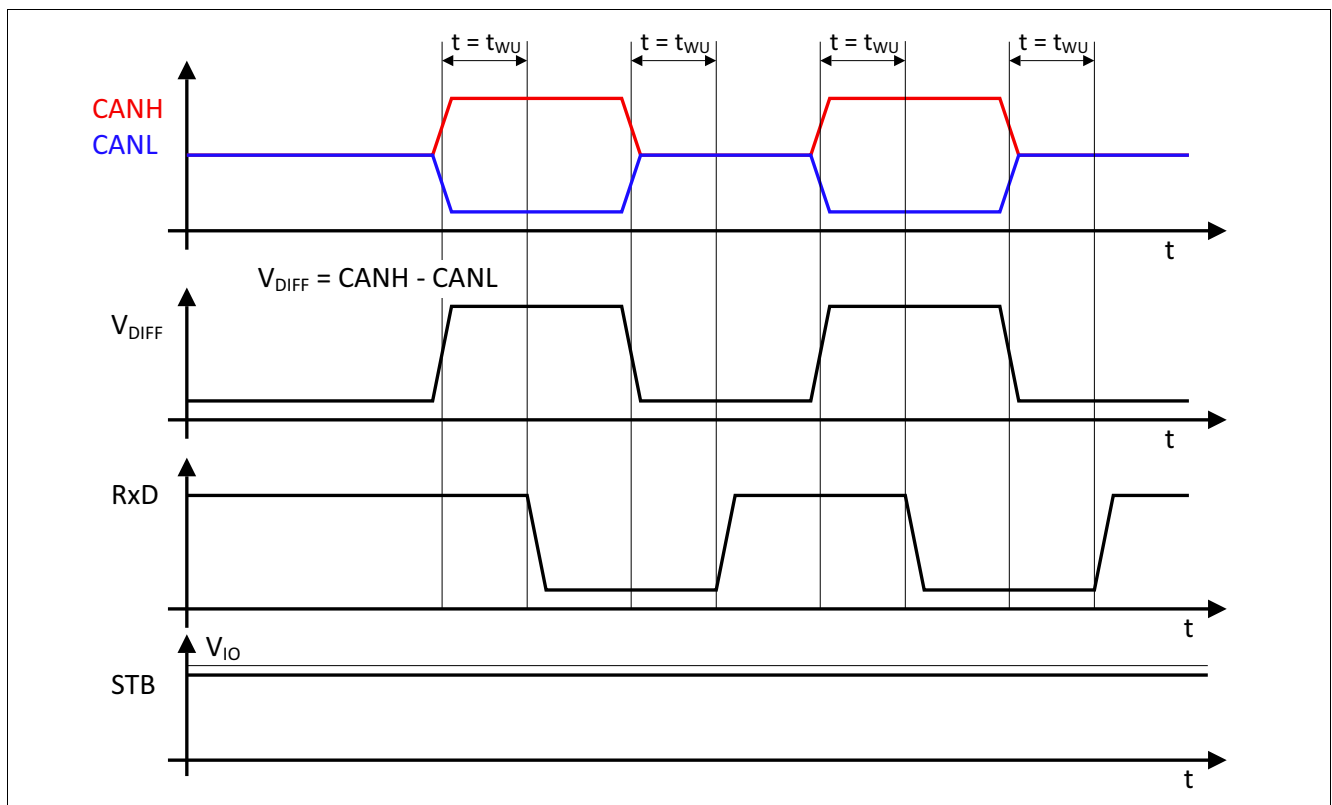 t = tWU t = tWU t = tWU t = tWU
CANH
CANL
t
VDIFF = CANH - CANL
VDIFF
t
RxD
t
VIO
STB
t